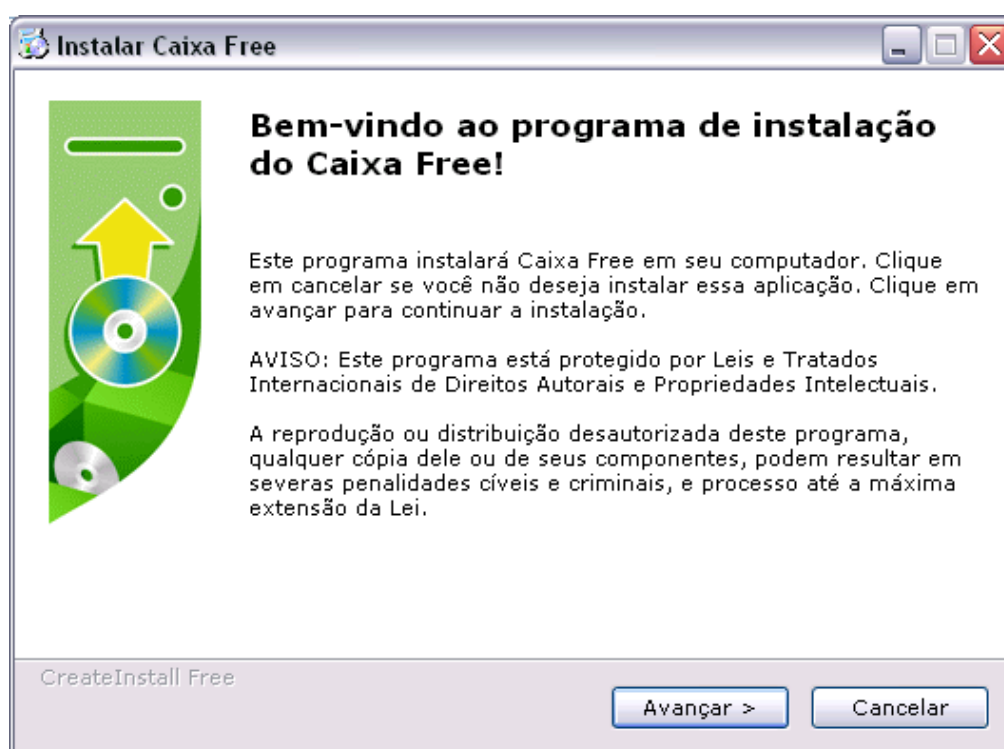 Instalar Caixa Free
Bem-vindo ao programa de instalação
do Caixa Free!
Este programa instalará Caixa Free em seu computador. Clique
em cancelar se você não deseja instalar essa aplicação. Clique em
avançar para continuar a instalação.
AVISO: Este programa está protegido por Leis e Tratados
Internacionais de Direitos Autorais e Propriedades Intelectuais.
A reprodução ou distribuição desautorizada deste programa,
qualquer cópia dele ou de seus componentes, podem resultar em
severas penalidades cíveis e criminais, e processo até a máxima
extensão da Lei.
CreateInstall Free
Avançar >
Cancelar